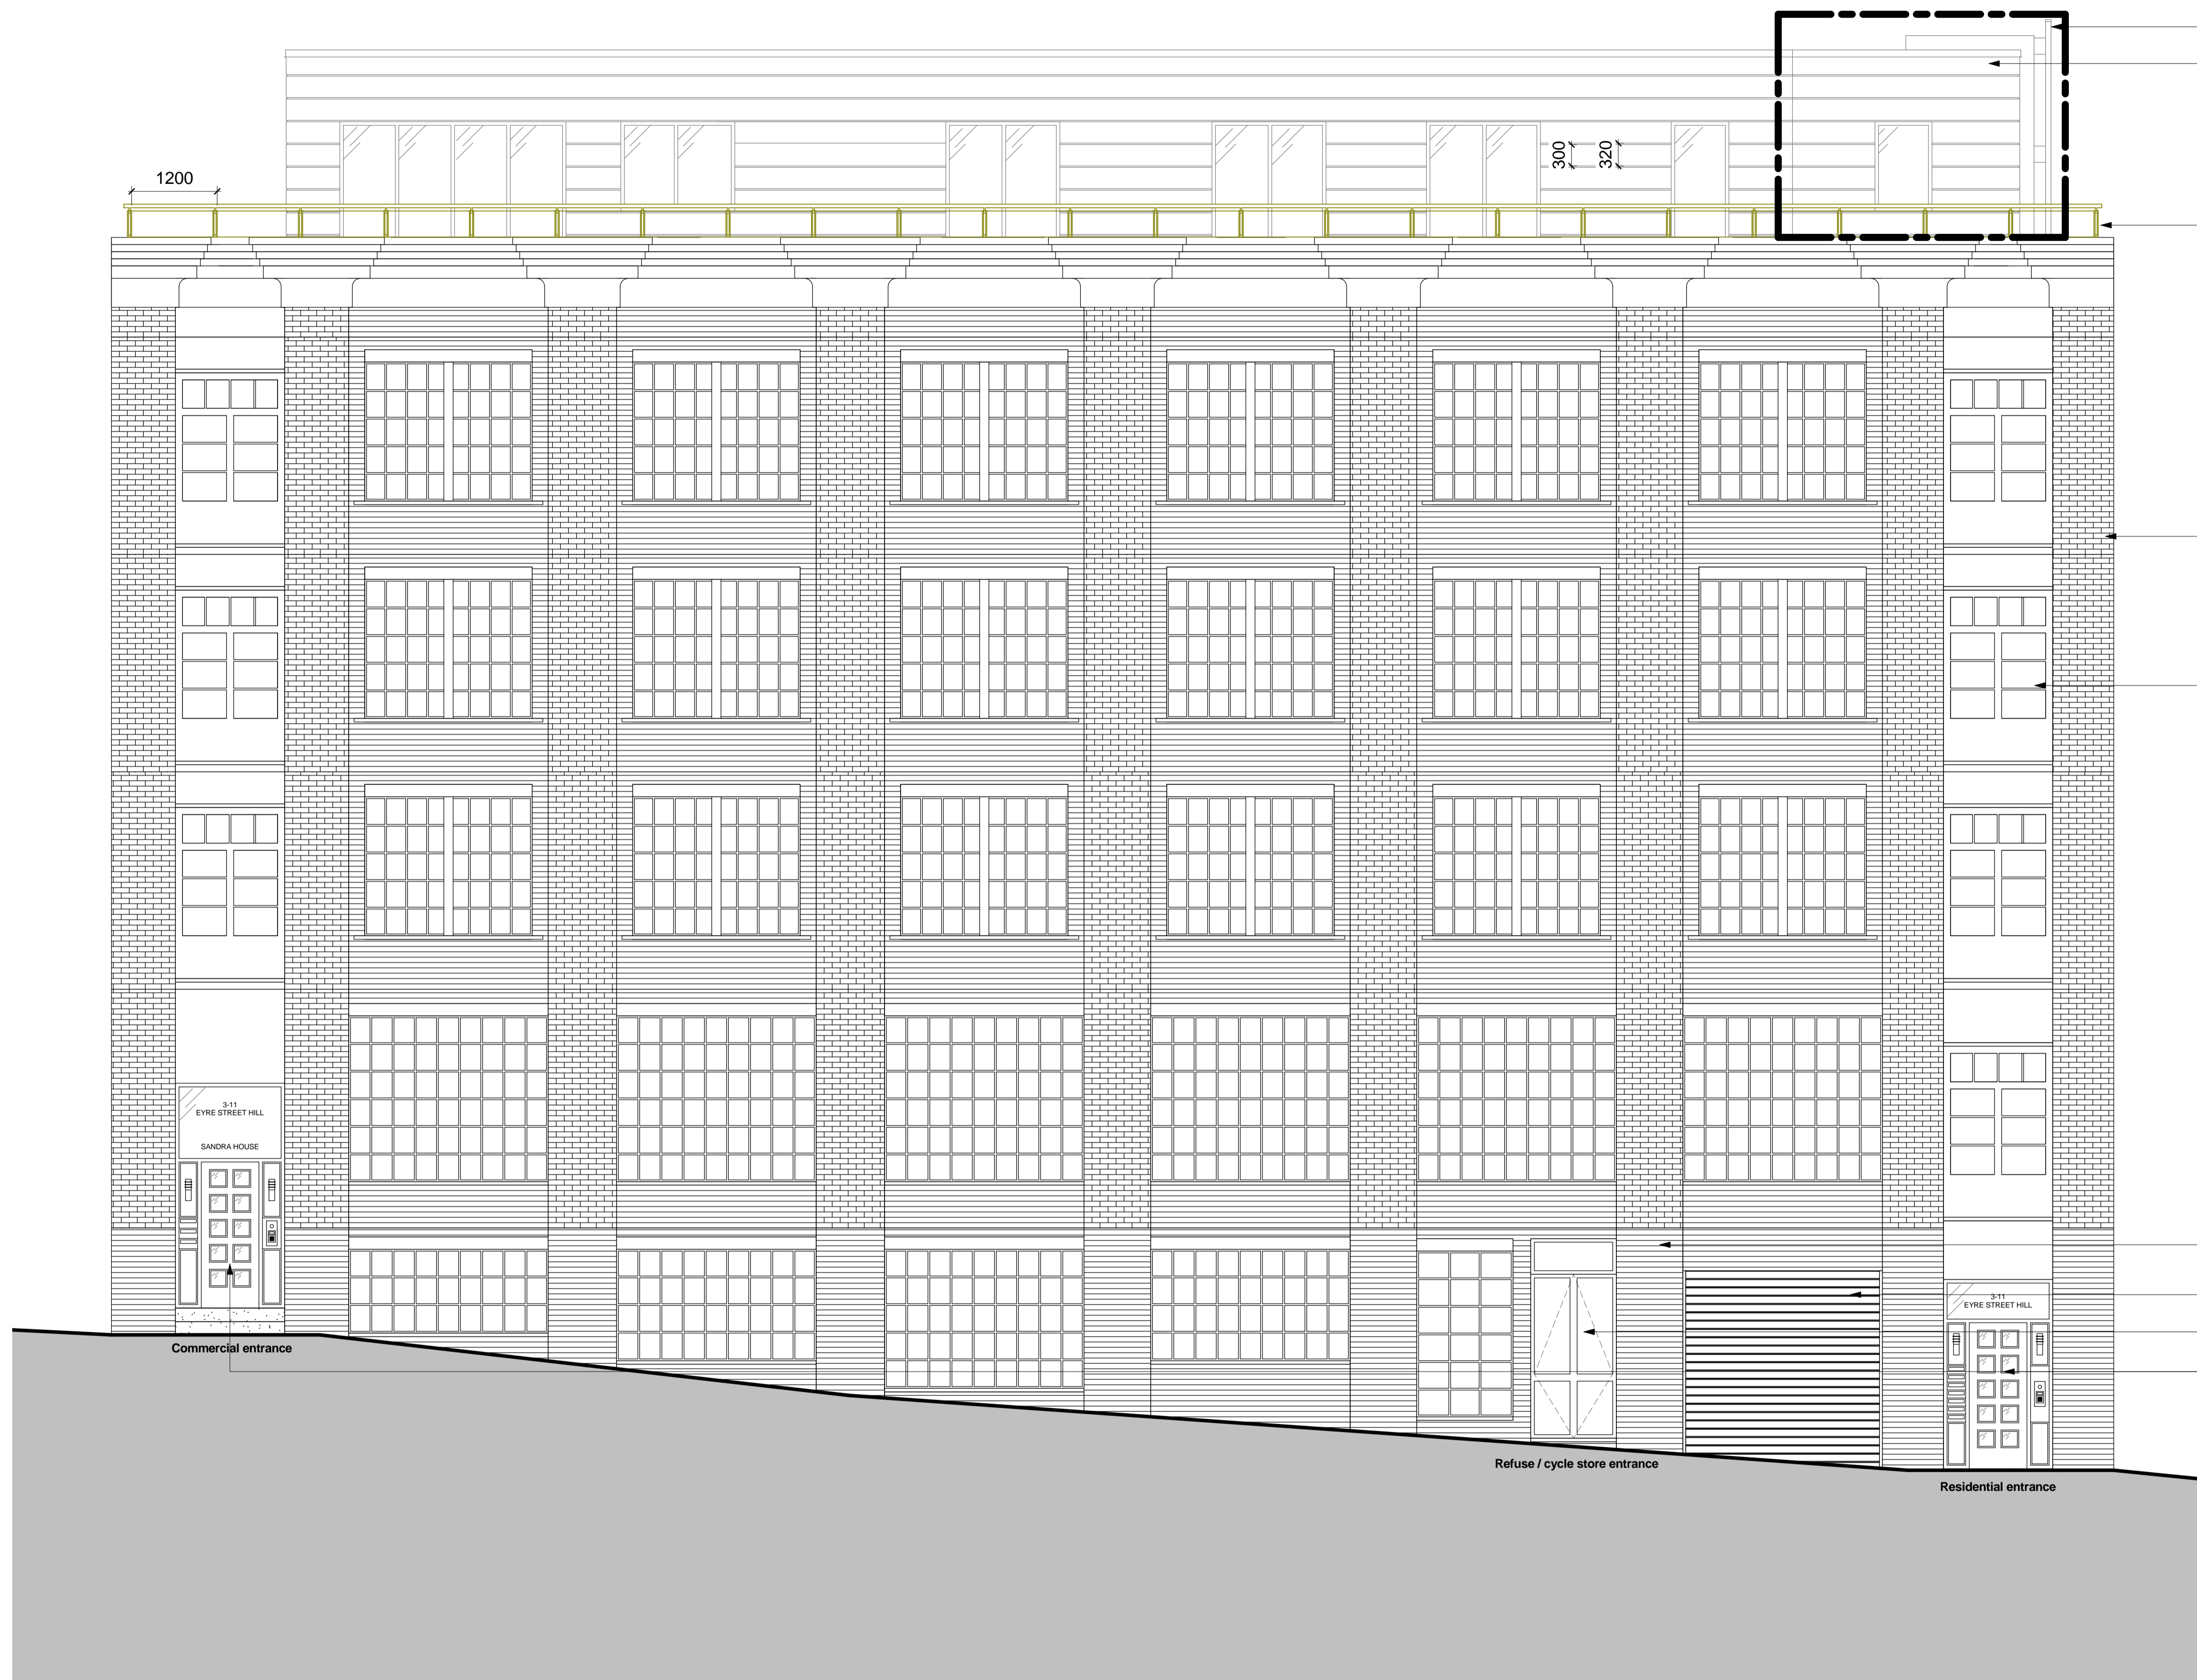 1200
300
320
3-11
EYRE STREET HILL
SANDRA HOUSE
3-11
EYRE STREET HILL
Commercial entrance
Refuse / cycle store entrance
Residential entrance